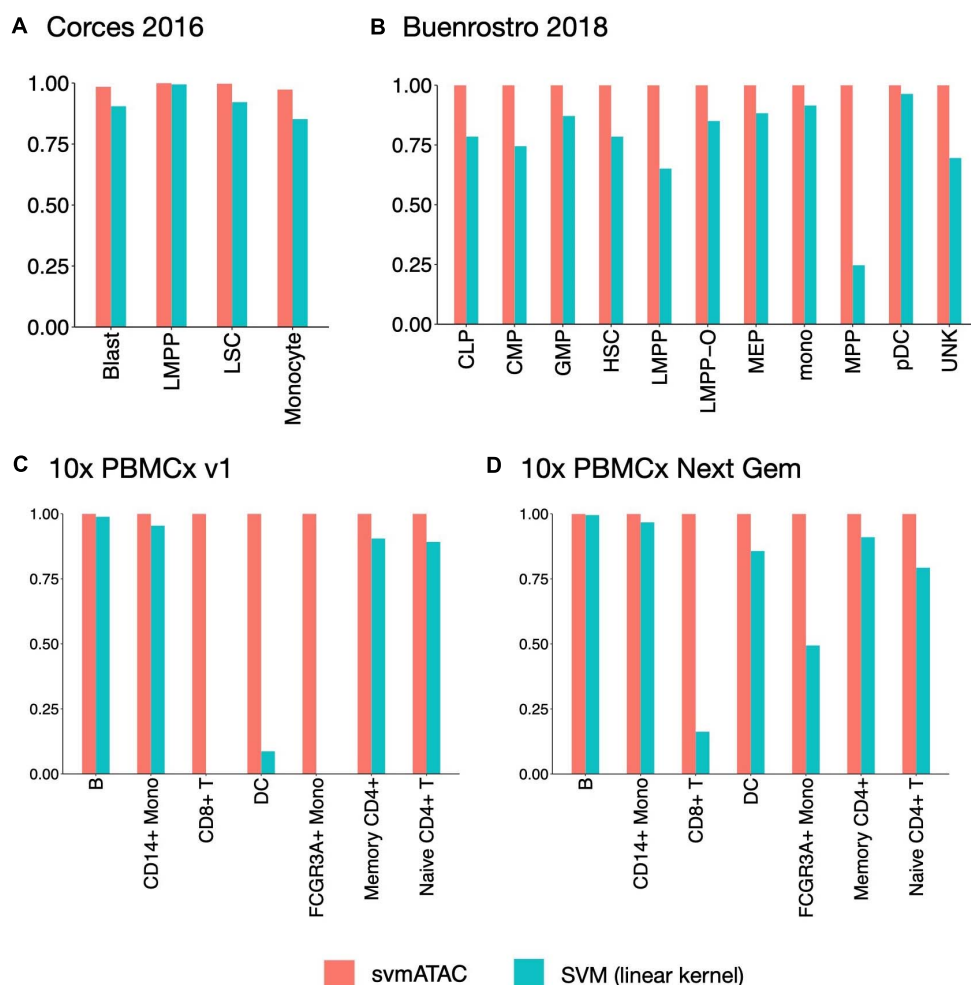 A Corces 2016
1.00
0.75
0.50
0.25
0.00
Blast
LMPP
LSC
Monocyte
B Buenrostro 2018
1.00
0.75
0.50
0.25
0.00
CLP
CMP
GMP
HSC
LMPP
LMPP-O
MEP
mono
MPP
pDC
UNK
C 10x PBMCx v1
1.00
0.75
0.50
0.25
0.00
B
CD14+ Mono
CD8+ T
DC
FCGR3A+ Mono
Memory CD4+
Naive CD4+ T
D 10x PBMCx Next Gem
1.00
0.75
0.50
0.25
0.00
B
CD14+ Mono
CD8+ T
DC
FCGR3A+ Mono
Memory CD4+
Naive CD4+ T
svmATAC
SVM (linear kernel)